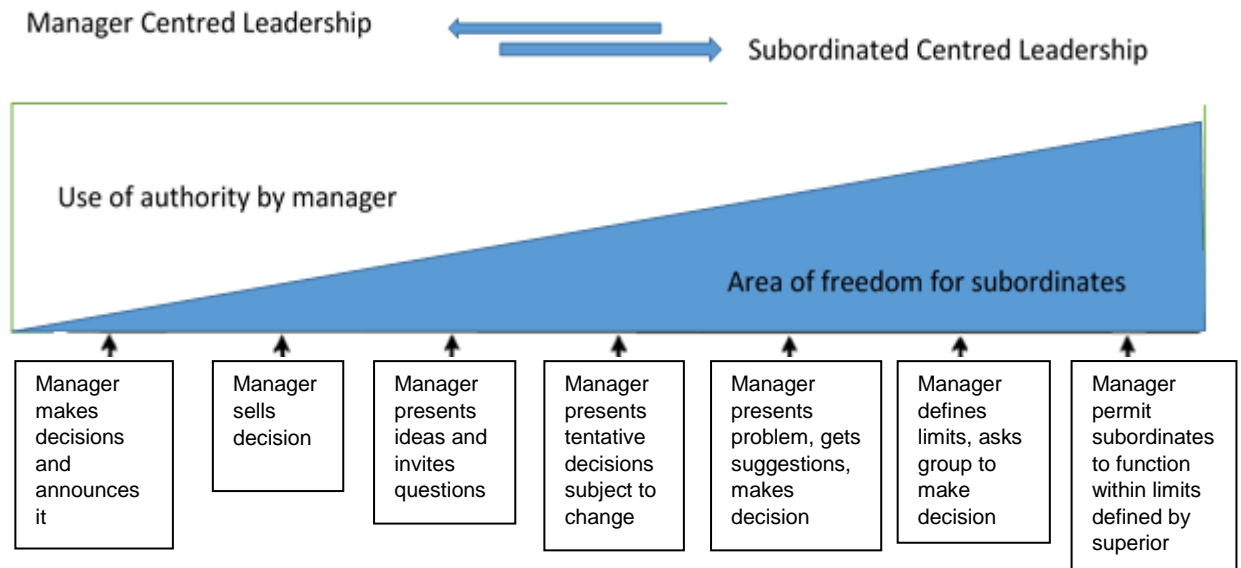 Manager Centred Leadership
Subordinated Centred Leadership
Use of authority by manager
Area of freedom for subordinates
Manager
makes
decisions
and
announces
it
Manager
sells
decision
Manager
presents
ideas and
invites
questions
Manager
presents
tentative
decisions
subject to
change
Manager
presents
problem, gets
suggestions,
makes
decision
Manager
defines
limits, asks
group to
make
decision
Manager
permit
subordinates
to function
within limits
defined by
superior